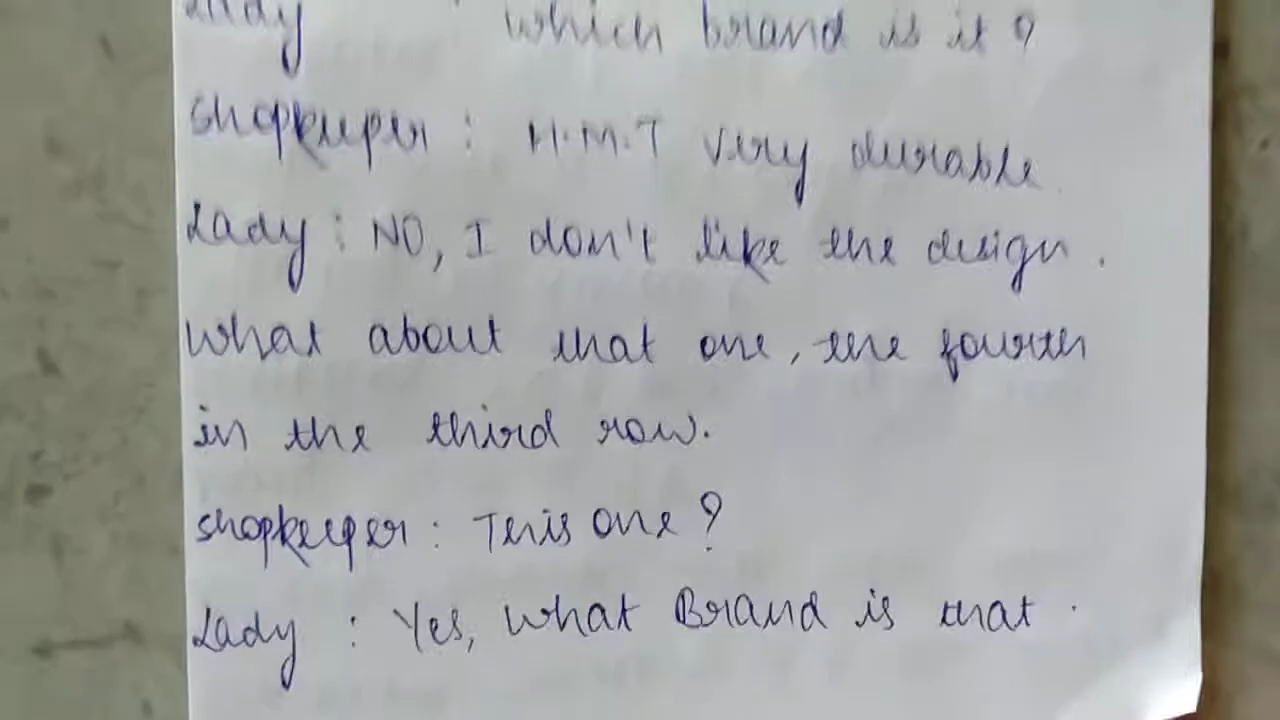 Lady : which brand is it ?
Shopkeeper : H.M.T very durable.
Lady : NO, I don't like the design .
What about that one, the fourth
in the third row.
Shopkeeper : This one ?
Lady : Yes, what Brand is that .